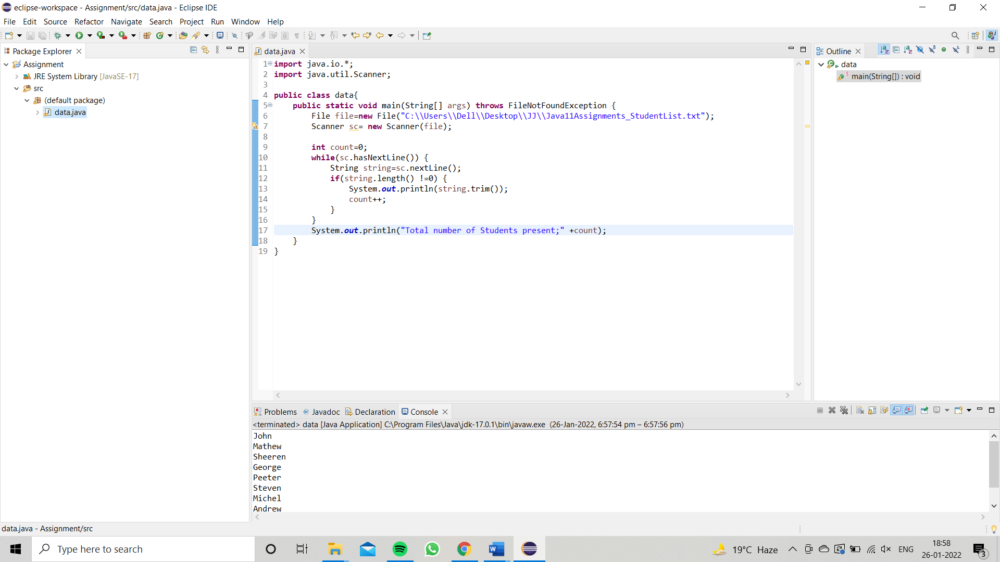 eclipse-workspace - Assignment/src/data.java - Eclipse IDE
File Edit Source Refactor Navigate Search Project Run Window Help
Package Explorer
Assignment
JRE System Library [JavaSE-17]
src
(default package)
data.java
data.java
1 import java.io.*;
2 import java.util.Scanner;
3
4 public class data{
5 public static void main(String[] args) throws FileNotFoundException {
6 File file=new File("C:\\Users\\Dell\\Desktop\\JJ\\Java11Assignments_StudentList.txt");
7 Scanner sc= new Scanner(file);
8
9 int count=0;
10 while(sc.hasNextLine()) {
11 String string=sc.nextLine();
12 if(string.length() !=0) {
13 System.out.println(string.trim());
14 count++;
15 }
16 }
17 System.out.println("Total number of Students present;" +count);
18 }
19 }
Outline
data
main(String[]) : void
Problems @ Javadoc Declaration Console
<terminated> data [Java Application] C:\Program Files\Java\jdk-17.0.1\bin\javaw.exe (26-Jan-2022, 6:57:54 pm – 6:57:56 pm)
John
Mathew
Sheeren
George
Peeter
Steven
Michel
Andrew
data.java - Assignment/src
Type here to search
19°C Haze
ENG
18:58
26-01-2022
3